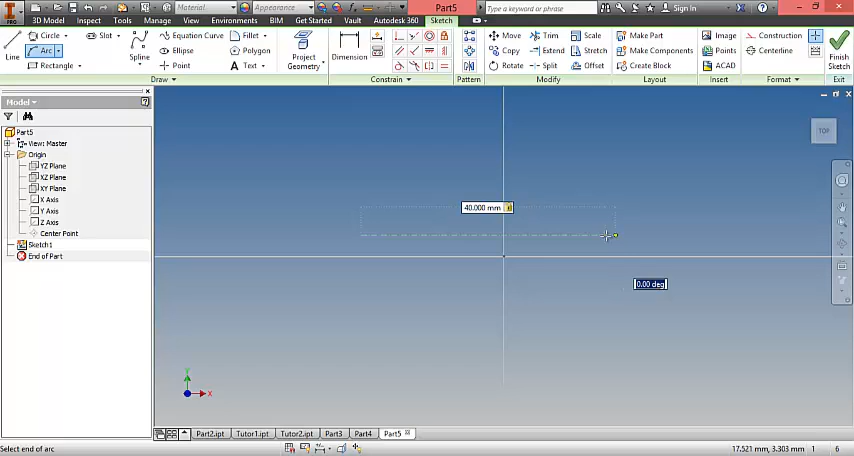 Material
Appearance
Part5
Type a keyword or phrase
Sign In
PRO
3D Model
Inspect
Tools
Manage
View
Environments
BIM
Get Started
Vault
Autodesk 360
Sketch
Line
Circle
Arc
Rectangle
Slot
Spline
Equation Curve
Ellipse
Point
Fillet
Polygon
Text
Project
Geometry
Dimension
Move
Copy
Rotate
Trim
Extend
Split
Scale
Stretch
Offset
Make Part
Make Components
Create Block
Image
Points
ACAD
Construction
Centerline
Finish
Sketch
Draw
Constrain
Pattern
Modify
Layout
Insert
Format
Exit
Model
Part5
View: Master
Origin
YZ Plane
XZ Plane
XY Plane
X Axis
Y Axis
Z Axis
Center Point
Sketch1
End of Part
TOP
40.000 mm
0.00 deg
Y
X
Part2.ipt
Tutor1.ipt
Tutor2.ipt
Part3
Part4
Part5
Select end of arc
17.521 mm, 3.303 mm
1
6